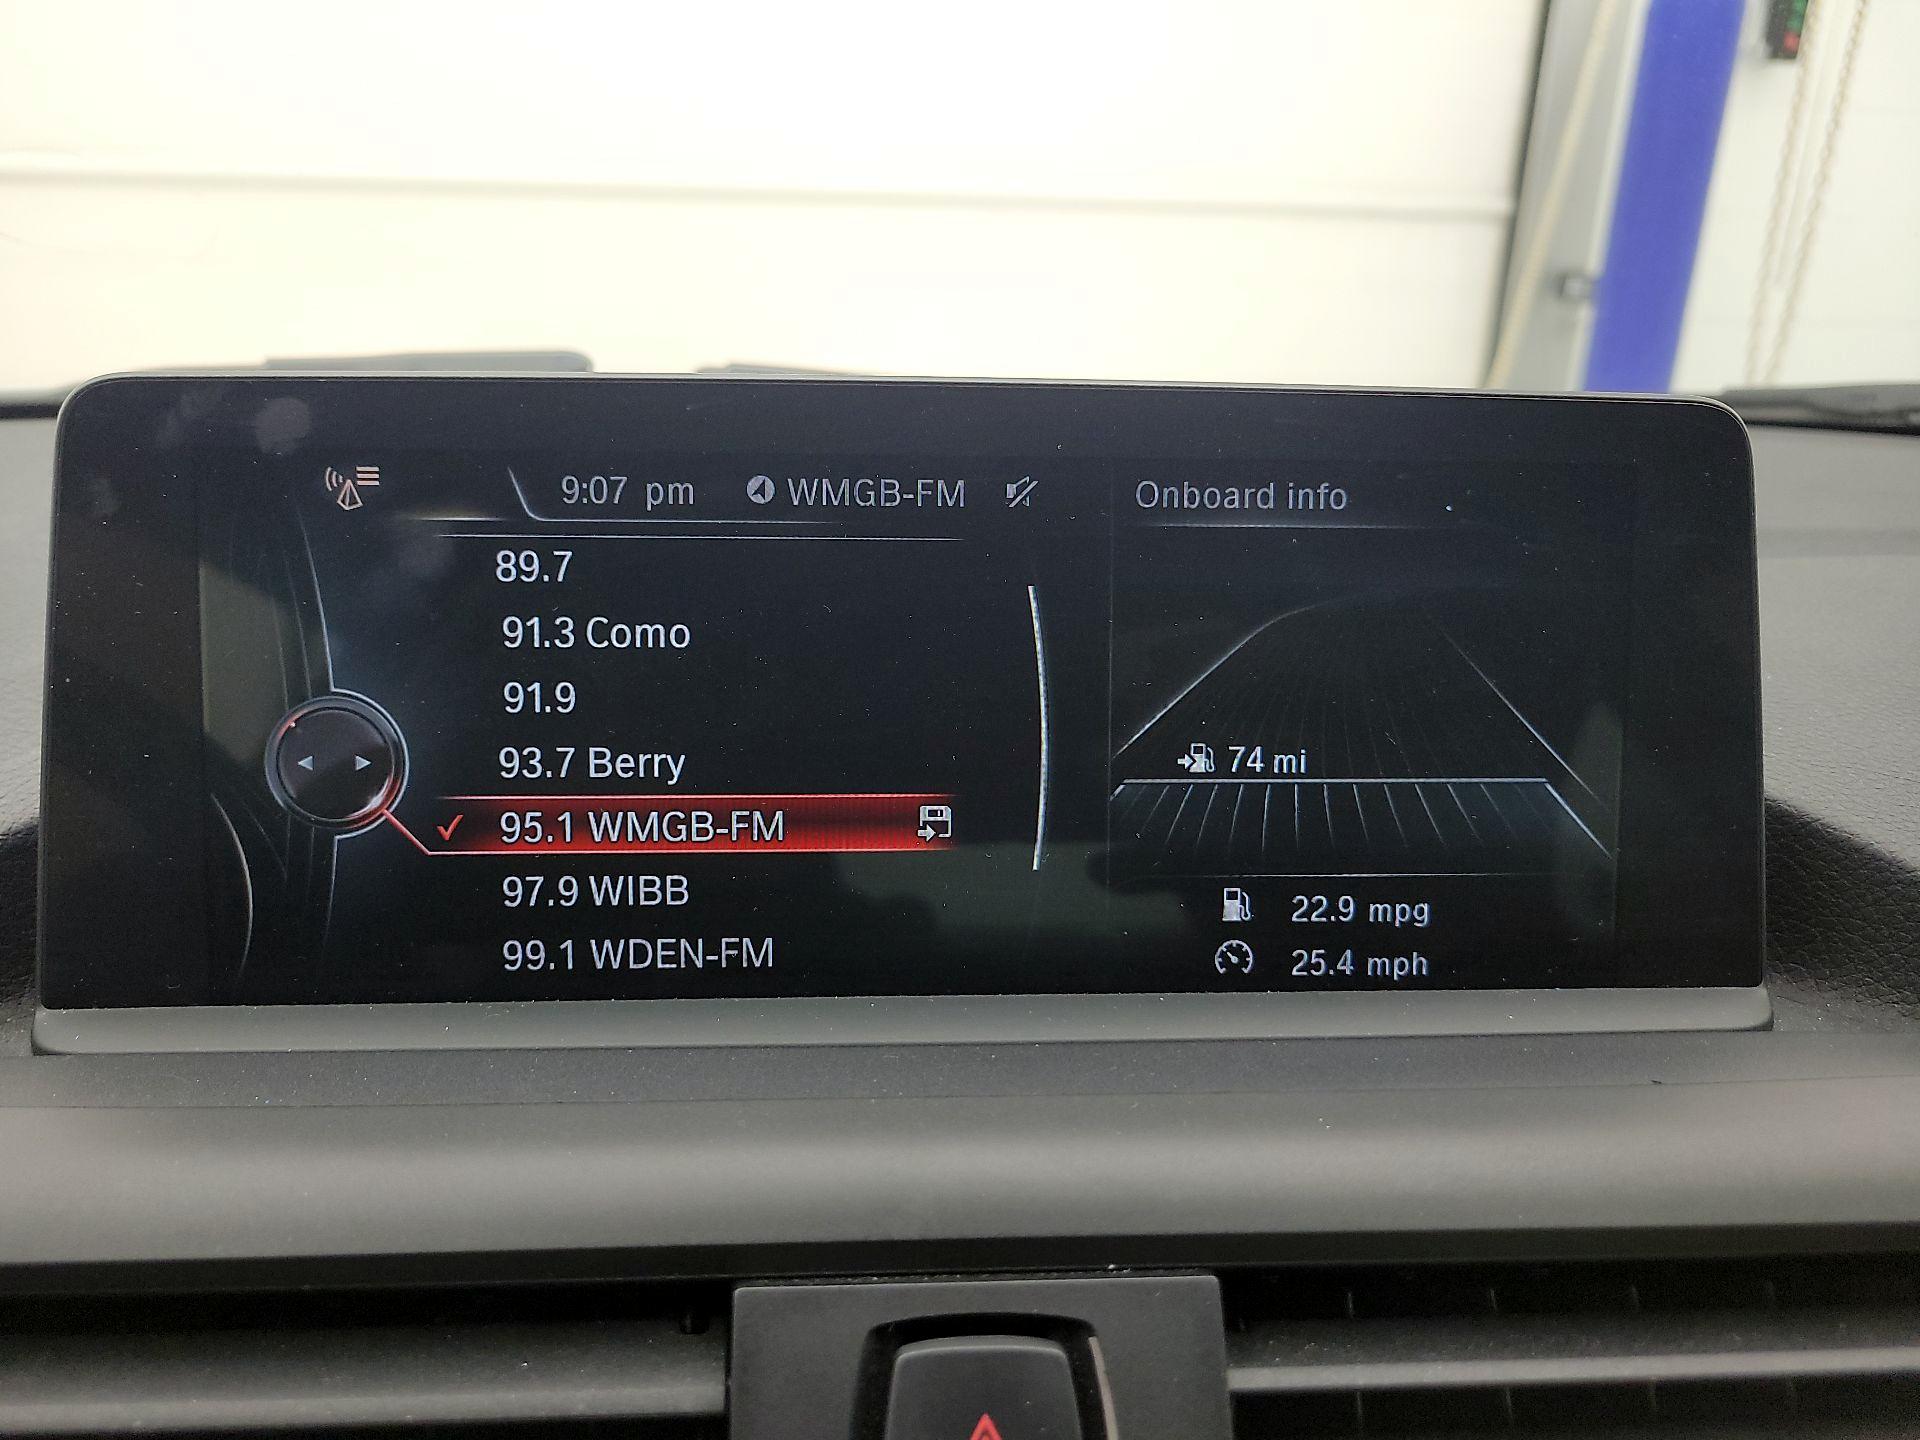 9:07 pm WMGB-FM
Onboard info
89.7
91.3 Como
91.9
93.7 Berry
95.1 WMGB-FM
97.9 WIBB
99.1 WDEN-FM
74 mi
22.9 mpg
25.4 mph